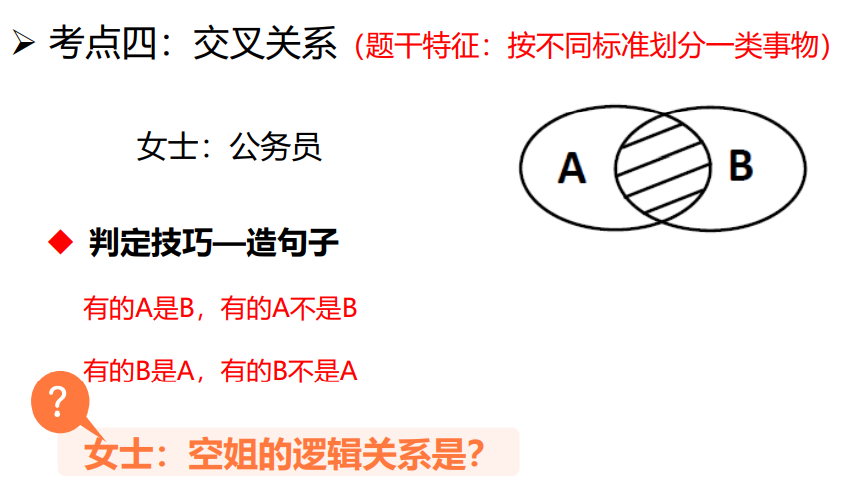 ➢ 考点四：交叉关系（题干特征：按不同标准划分一类事物）
女士：公务员
A
B
◆ 判定技巧—造句子
有的A是B，有的A不是B
有的B是A，有的B不是A
?
女士：空姐的逻辑关系是？